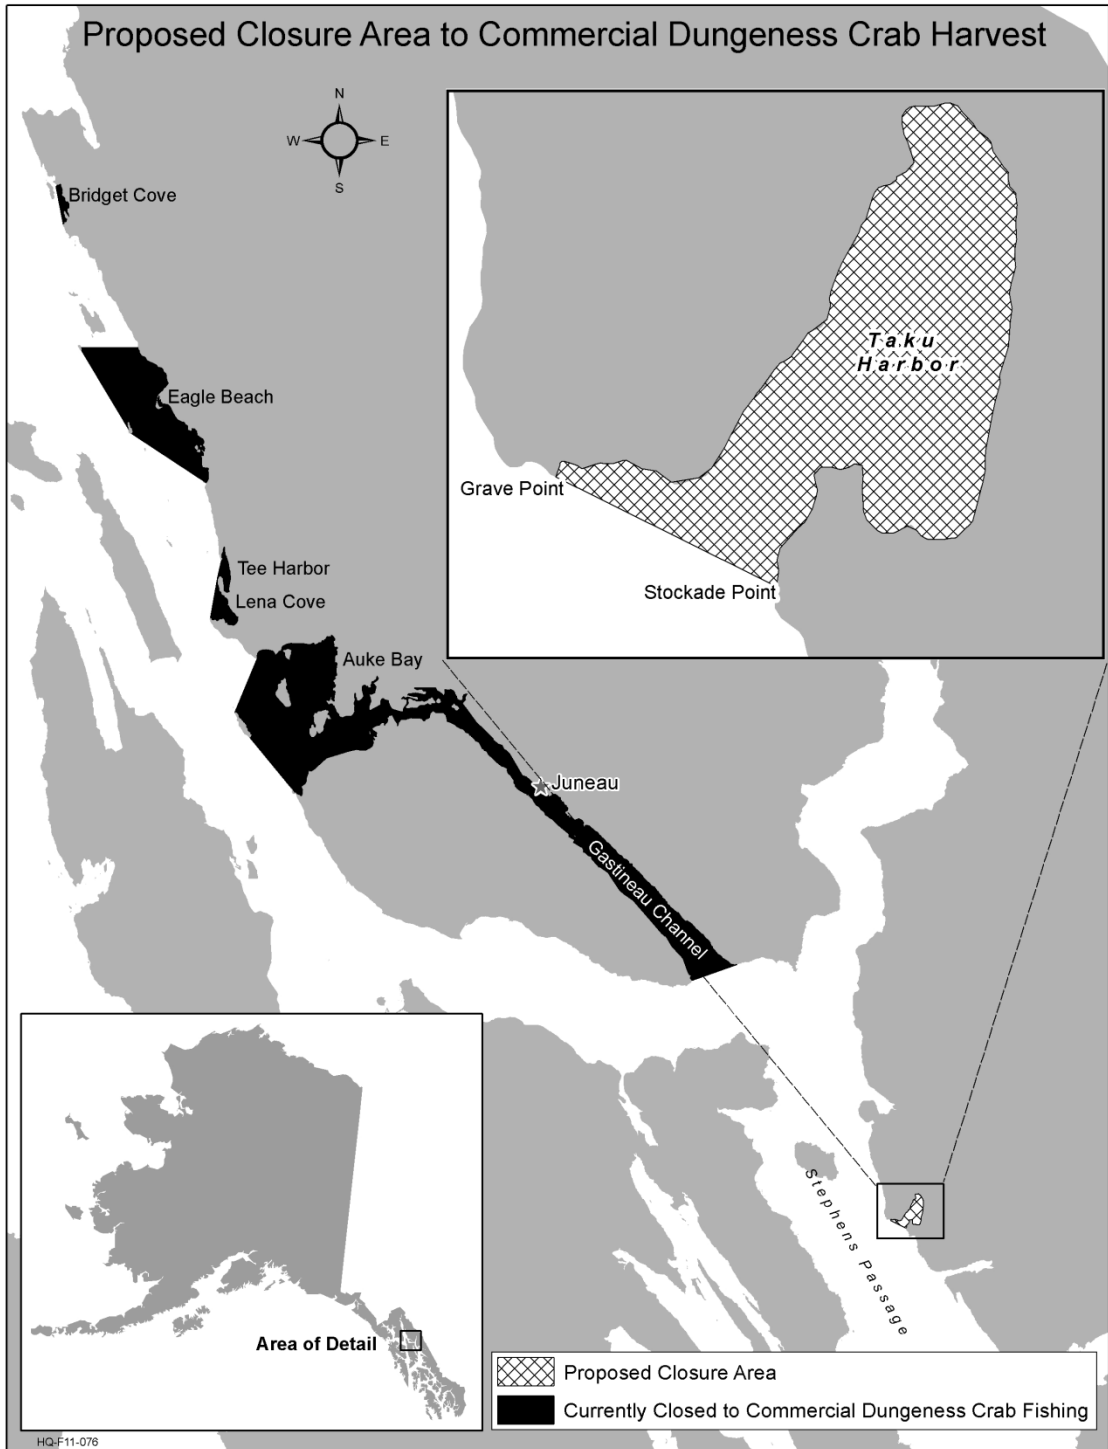 Proposed Closure Area to Commercial Dungeness Crab Harvest
N
W
E
S
Bridget Cove
Eagle Beach
Taku
Harbor
Grave Point
Stockade Point
Tee Harbor
Lena Cove
Auke Bay
Juneau
Gastineau Channel
Stephens Passage
Area of Detail
Proposed Closure Area
Currently Closed to Commercial Dungeness Crab Fishing
HQ-F11-076